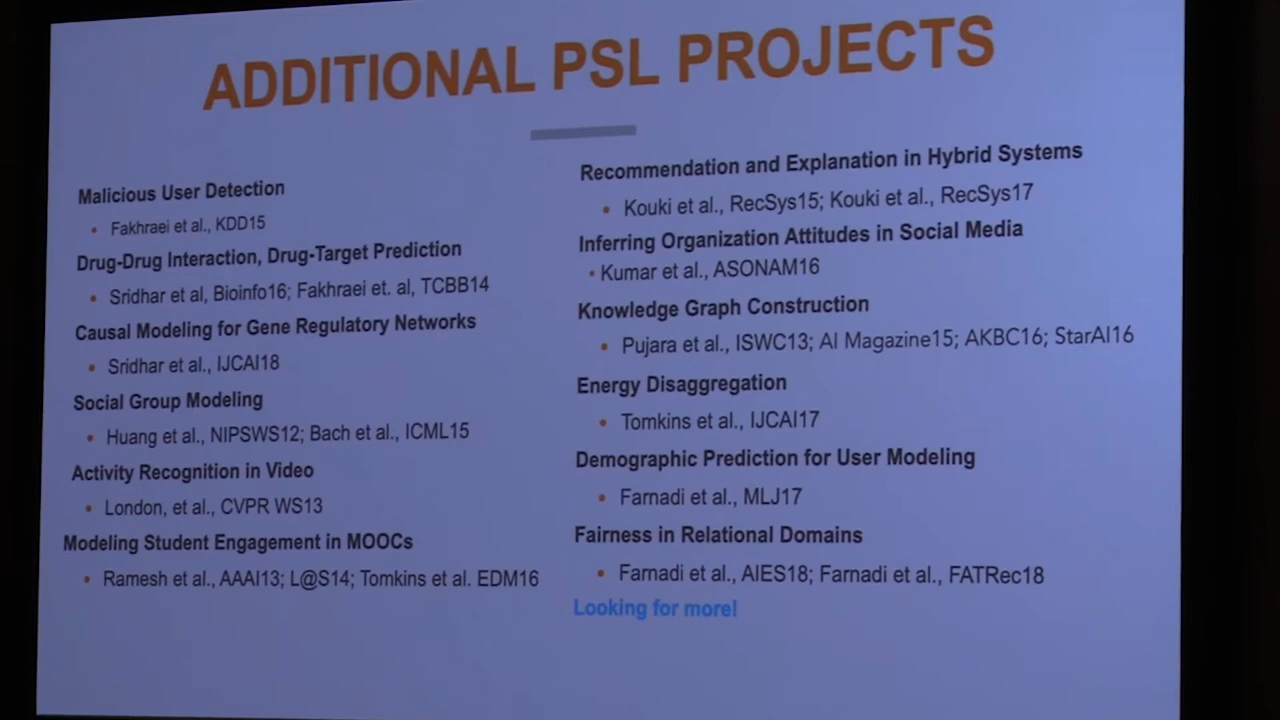 ADDITIONAL PSL PROJECTS
Malicious User Detection
• Fakhraei et al., KDD15
Drug-Drug Interaction, Drug-Target Prediction
• Sridhar et al, Bioinfo16; Fakhraei et. al, TCBB14
Causal Modeling for Gene Regulatory Networks
• Sridhar et al., IJCAI18
Social Group Modeling
• Huang et al., NIPSWS12; Bach et al., ICML15
Activity Recognition in Video
• London, et al., CVPR WS13
Modeling Student Engagement in MOOCs
• Ramesh et al., AAAI13; L@S14; Tomkins et al. EDM16
Recommendation and Explanation in Hybrid Systems
• Kouki et al., RecSys15; Kouki et al., RecSys17
Inferring Organization Attitudes in Social Media
• Kumar et al., ASONAM16
Knowledge Graph Construction
• Pujara et al., ISWC13; AI Magazine15; AKBC16; StarAI16
Energy Disaggregation
• Tomkins et al., IJCAI17
Demographic Prediction for User Modeling
• Farnadi et al., MLJ17
Fairness in Relational Domains
• Farnadi et al., AIES18; Farnadi et al., FATRec18
Looking for more!